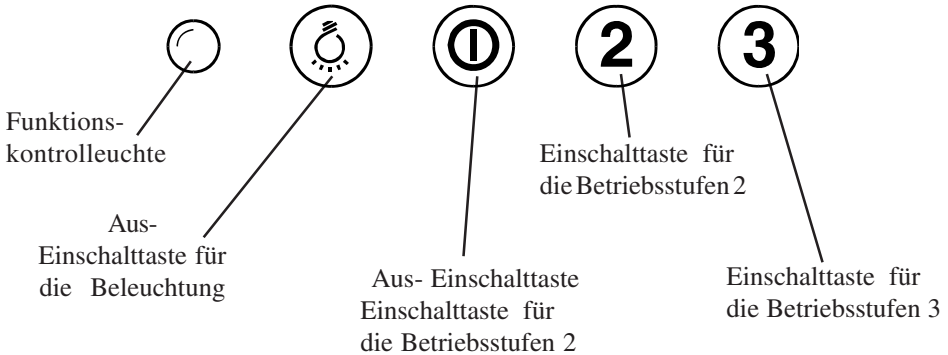 2
3
Funktions-
kontrolleuchte
Aus-
Einschalttaste für
die Beleuchtung
Aus- Einschalttaste
Einschalttaste für
die Betriebsstufen 2
Einschalttaste für
die Betriebsstufen 2
Einschalttaste für
die Betriebsstufen 3